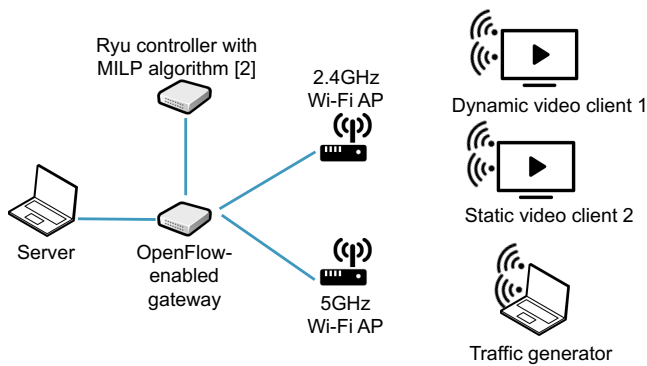 Ryu controller with
MILP algorithm [2]
2.4GHz
Wi-Fi AP
Dynamic video client 1
Static video client 2
Server
OpenFlow-
enabled
gateway
5GHz
Wi-Fi AP
Traffic generator